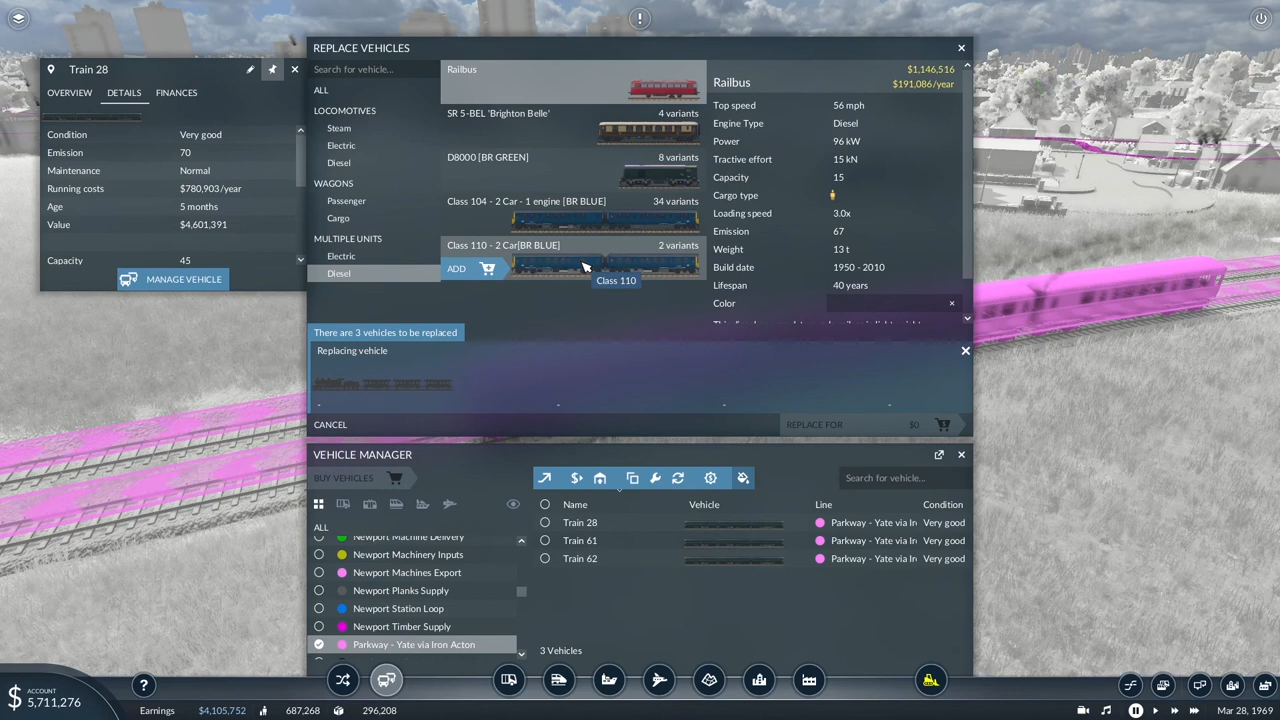 Train 28
OVERVIEW DETAILS FINANCES
Condition Very good
Emission 70
Maintenance Normal
Running costs $780,903/year
Age 5 months
Value $4,601,391
Capacity 45
MANAGE VEHICLE
REPLACE VEHICLES
Search for vehicle...
ALL
LOCOMOTIVES
Steam
Electric
Diesel
WAGONS
Passenger
Cargo
MULTIPLE UNITS
Electric
Diesel
Railbus
SR 5-BEL 'Brighton Belle' 4 variants
D8000 [BR GREEN] 8 variants
Class 104 - 2 Car - 1 engine [BR BLUE] 34 variants
Class 110 - 2 Car[BR BLUE] 2 variants
ADD
Class 110
Railbus
$1,146,516
$191,086/year
Top speed 56 mph
Engine Type Diesel
Power 96 kW
Tractive effort 15 kN
Capacity 15
Cargo type
Loading speed 3.0x
Emission 67
Weight 13 t
Build date 1950 - 2010
Lifespan 40 years
Color
There are 3 vehicles to be replaced
Replacing vehicle
- - - -
CANCEL
REPLACE FOR $0
VEHICLE MANAGER
BUY VEHICLES
Search for vehicle...
ALL
Newport Machine Delivery
Newport Machinery Inputs
Newport Machines Export
Newport Planks Supply
Newport Station Loop
Newport Timber Supply
Parkway - Yate via Iron Acton
Name Vehicle Line Condition
Train 28 Parkway - Yate via Iron Very good
Train 61 Parkway - Yate via Iron Very good
Train 62 Parkway - Yate via Iron Very good
3 Vehicles
$ ACCOUNT
5,711,276
?
Earnings $4,105,752 687,268 296,208
Mar 28, 1969